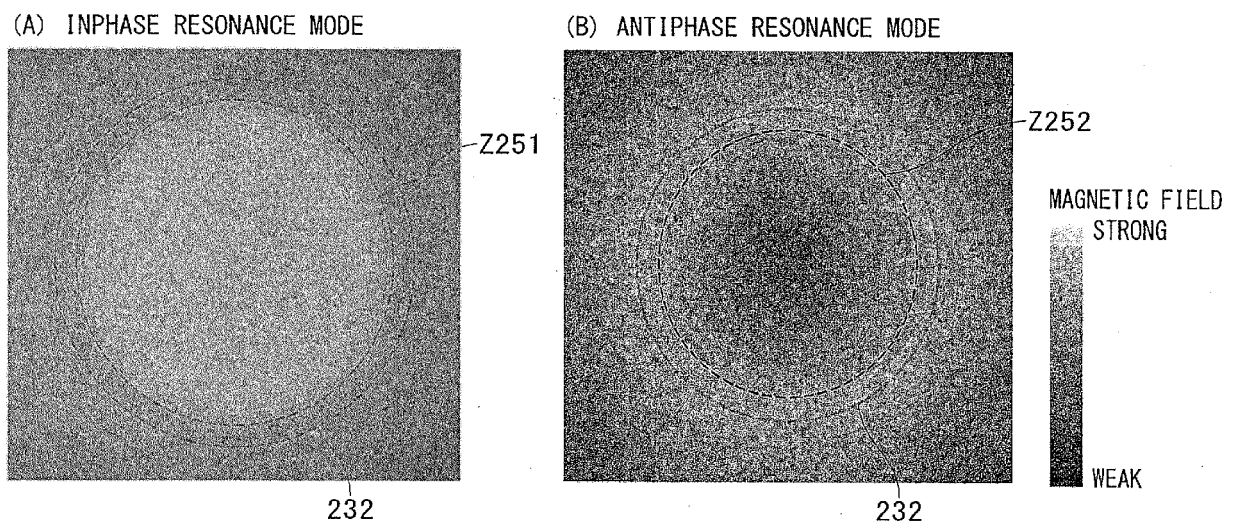 (A) INPHASE RESONANCE MODE
(B) ANTIPHASE RESONANCE MODE
Z251
Z252
MAGNETIC FIELD
STRONG
WEAK
232
232